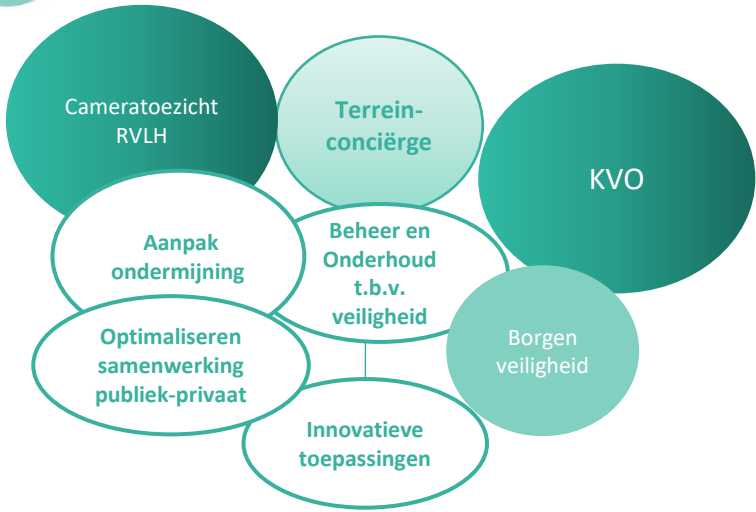 Cameratoezicht
RVLH
Terrein-
conciërge
KVO
Aanpak
ondermijning
Beheer en
Onderhoud
t.b.v.
veiligheid
Optimaliseren
samenwerking
publiek-privaat
Borgen
veiligheid
Innovatieve
toepassingen